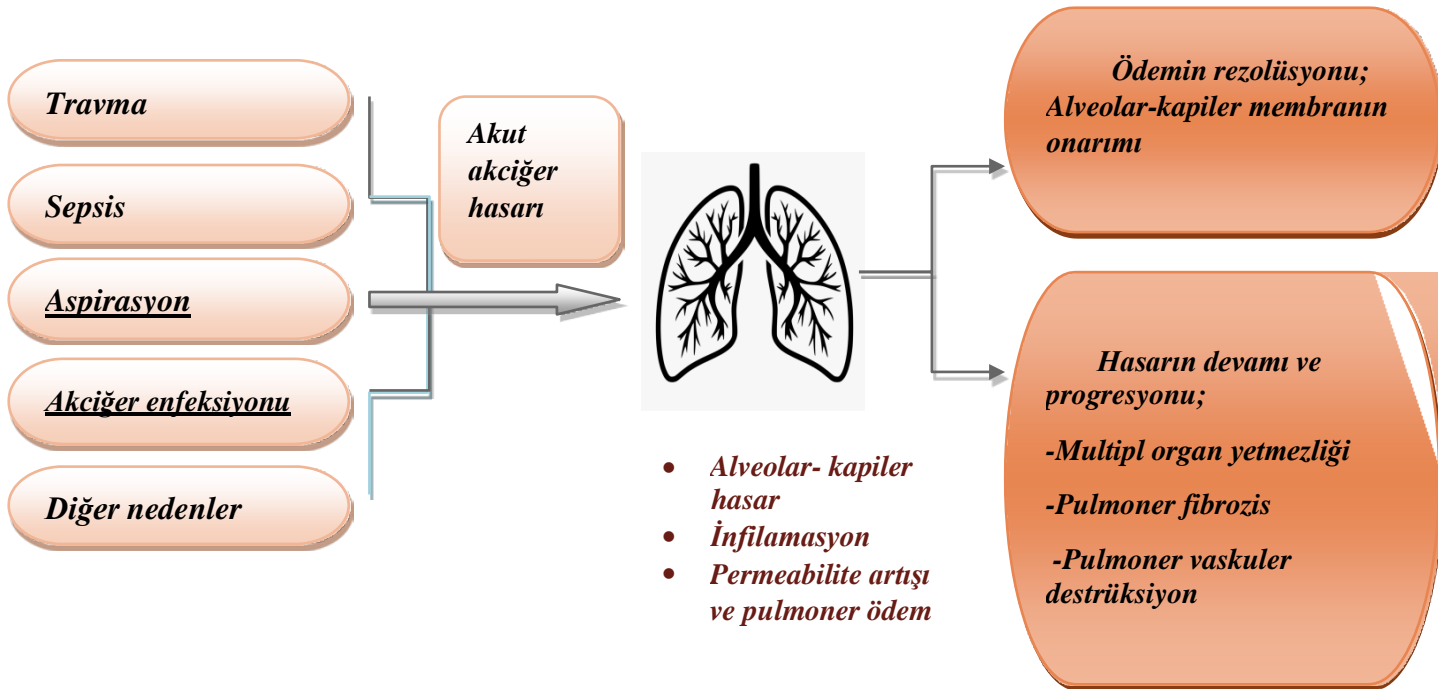 Travma
Sepsis
Aspirasyon
Akciğer enfeksiyonu
Diğer nedenler
Akut
akciğer
hasarı
• Alveolar- kapiler
hasar
• İnfilamasyon
• Permeabilite artışı
ve pulmoner ödem
Ödemin rezolüsyonu;
Alveolar-kapiler membranın
onarımı
Hasarın devamı ve
progresyonu;
-Multipl organ yetmezliği
-Pulmoner fibrozis
-Pulmoner vaskuler
destrüksiyon